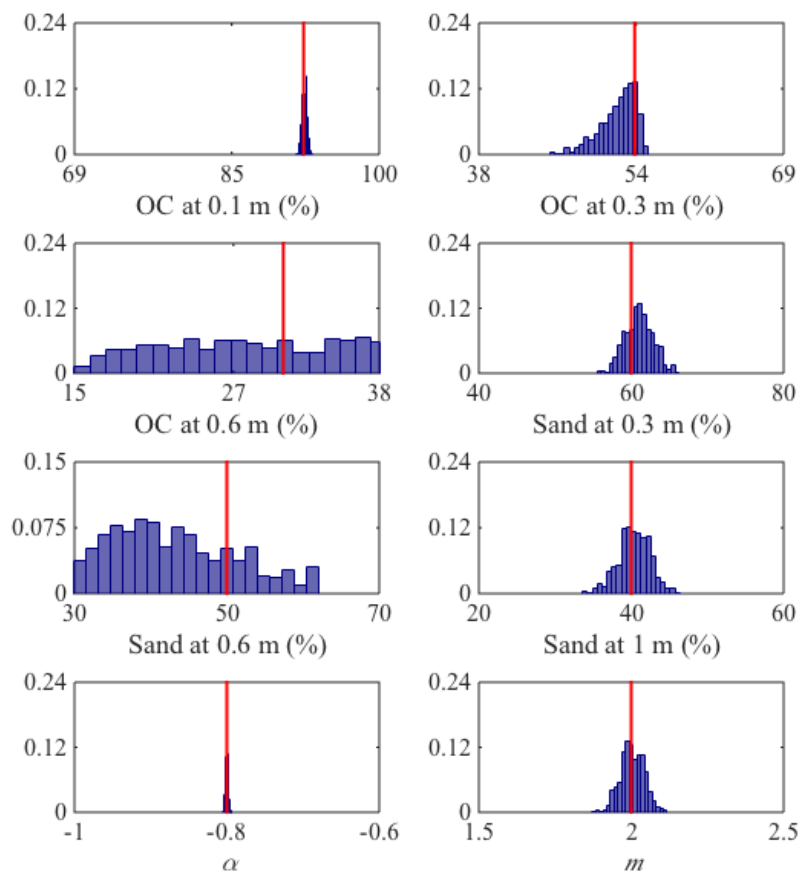 0.24 0.24
0.12 0.12
0 0
69 85 100 38 54 69
OC at 0.1 m (%) OC at 0.3 m (%)
0.24 0.24
0.12 0.12
0 0
15 27 38 40 60 80
OC at 0.6 m (%) Sand at 0.3 m (%)
0.15 0.24
0.075 0.12
0 0
30 50 70 20 40 60
Sand at 0.6 m (%) Sand at 1 m (%)
0.24 0.24
0.12 0.12
0 0
-1 -0.8 -0.6 1.5 2 2.5
α m